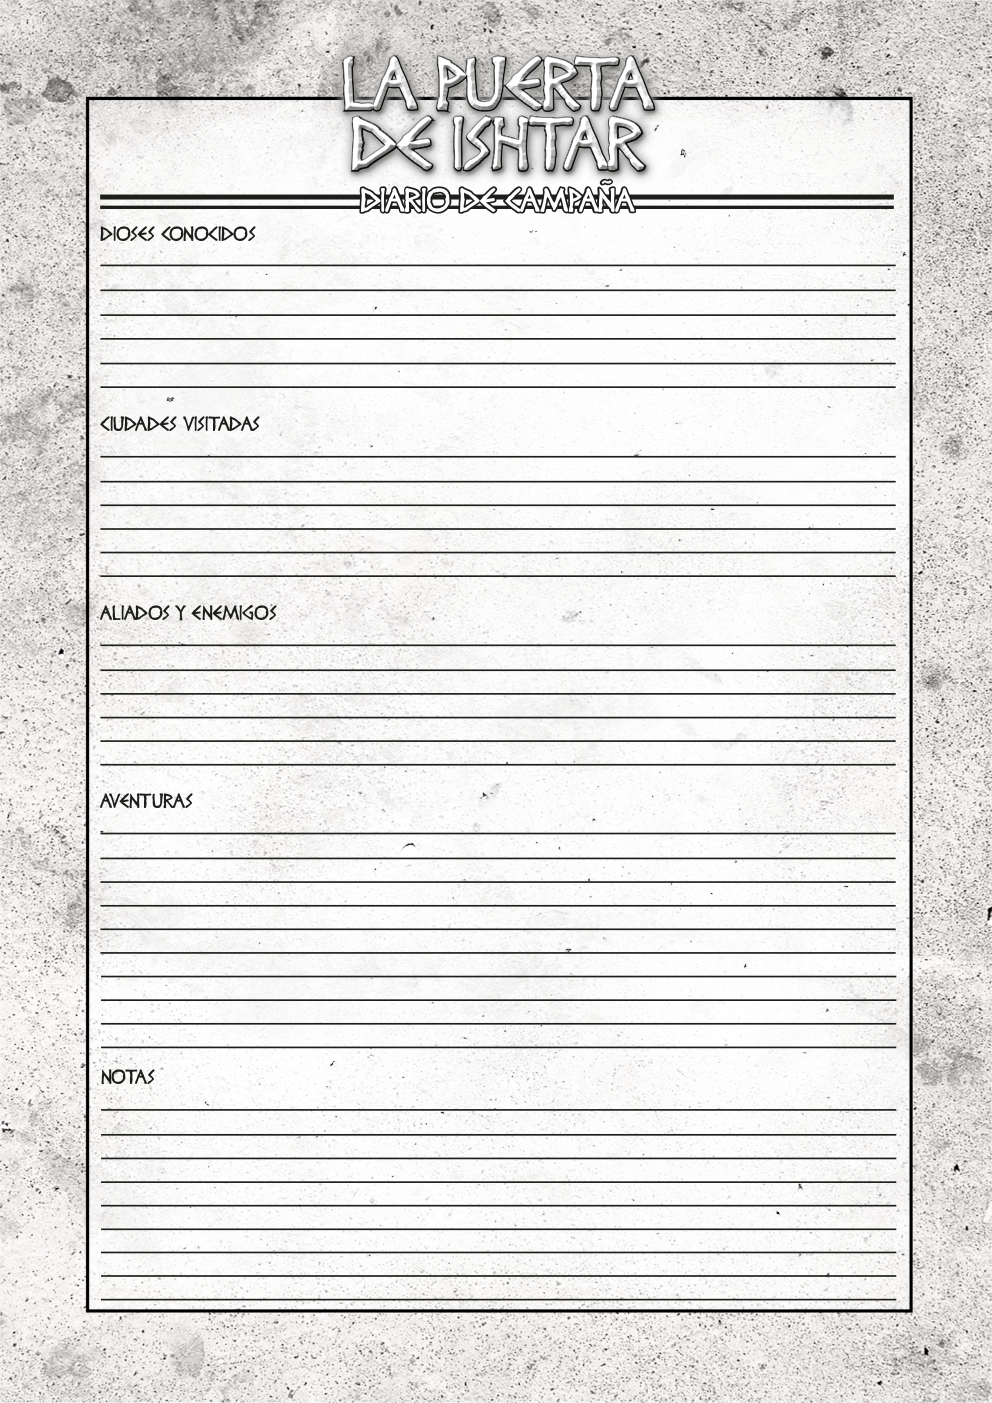 LA PUERTA
DE ISHTAR
DIARIO DE CAMPAÑA
DIOSES CONOCIDOS
CIUDADES VISITADAS
ALIADOS Y ENEMIGOS
AVENTURAS
NOTAS